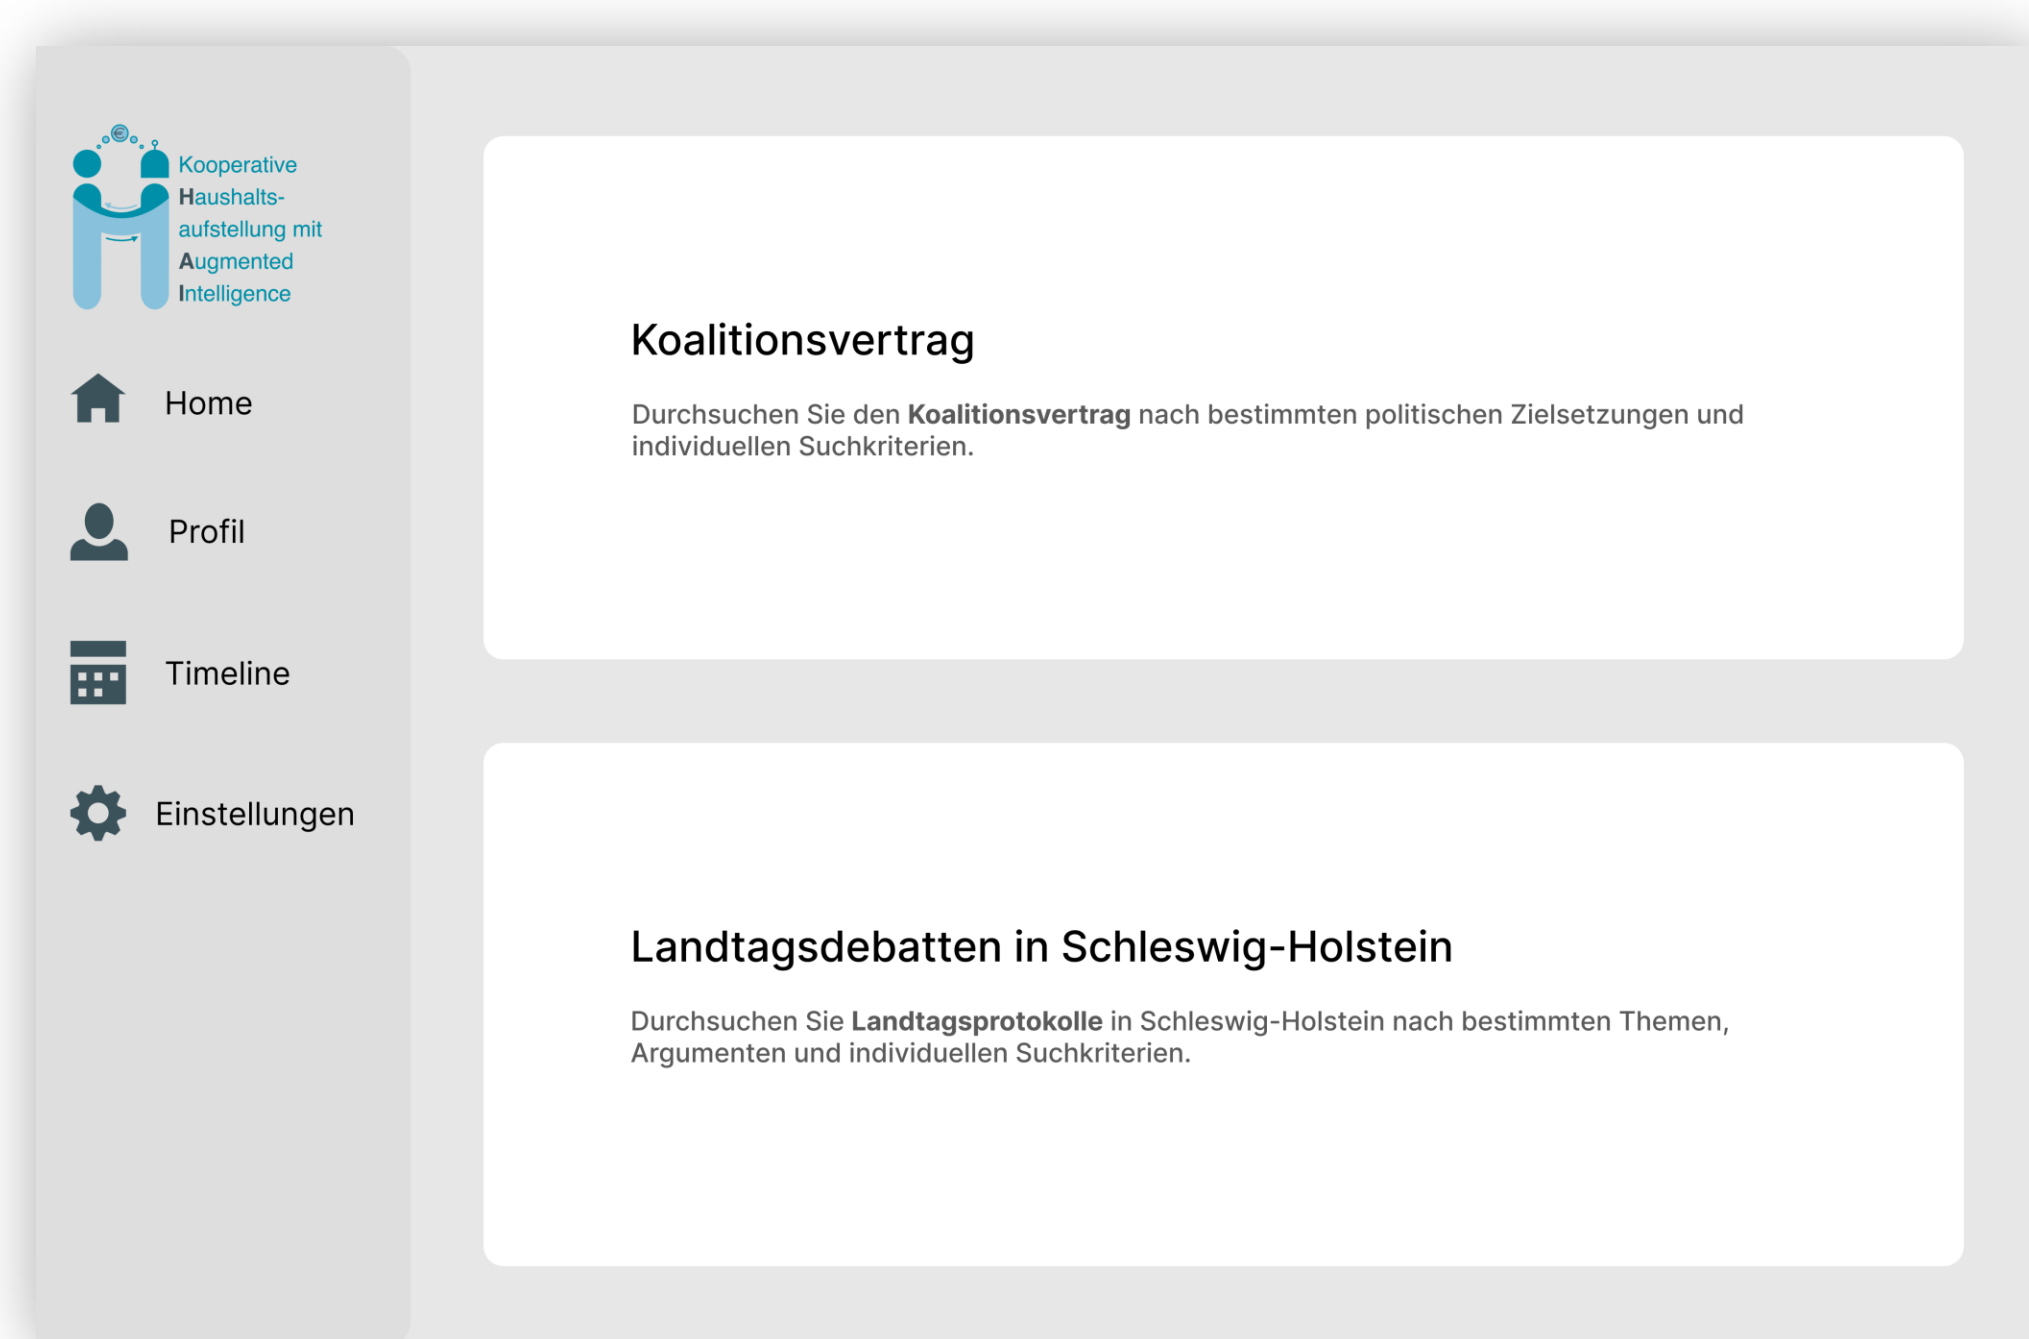 Kooperative
Haushalts-
aufstellung mit
Augmented
Intelligence
Home
Profil
Timeline
Einstellungen
Koalitionsvertrag
Durchsuchen Sie den Koalitionsvertrag nach bestimmten politischen Zielsetzungen und
individuellen Suchkriterien.
Landtagsdebatten in Schleswig-Holstein
Durchsuchen Sie Landtagsprotokolle in Schleswig-Holstein nach bestimmten Themen,
Argumenten und individuellen Suchkriterien.